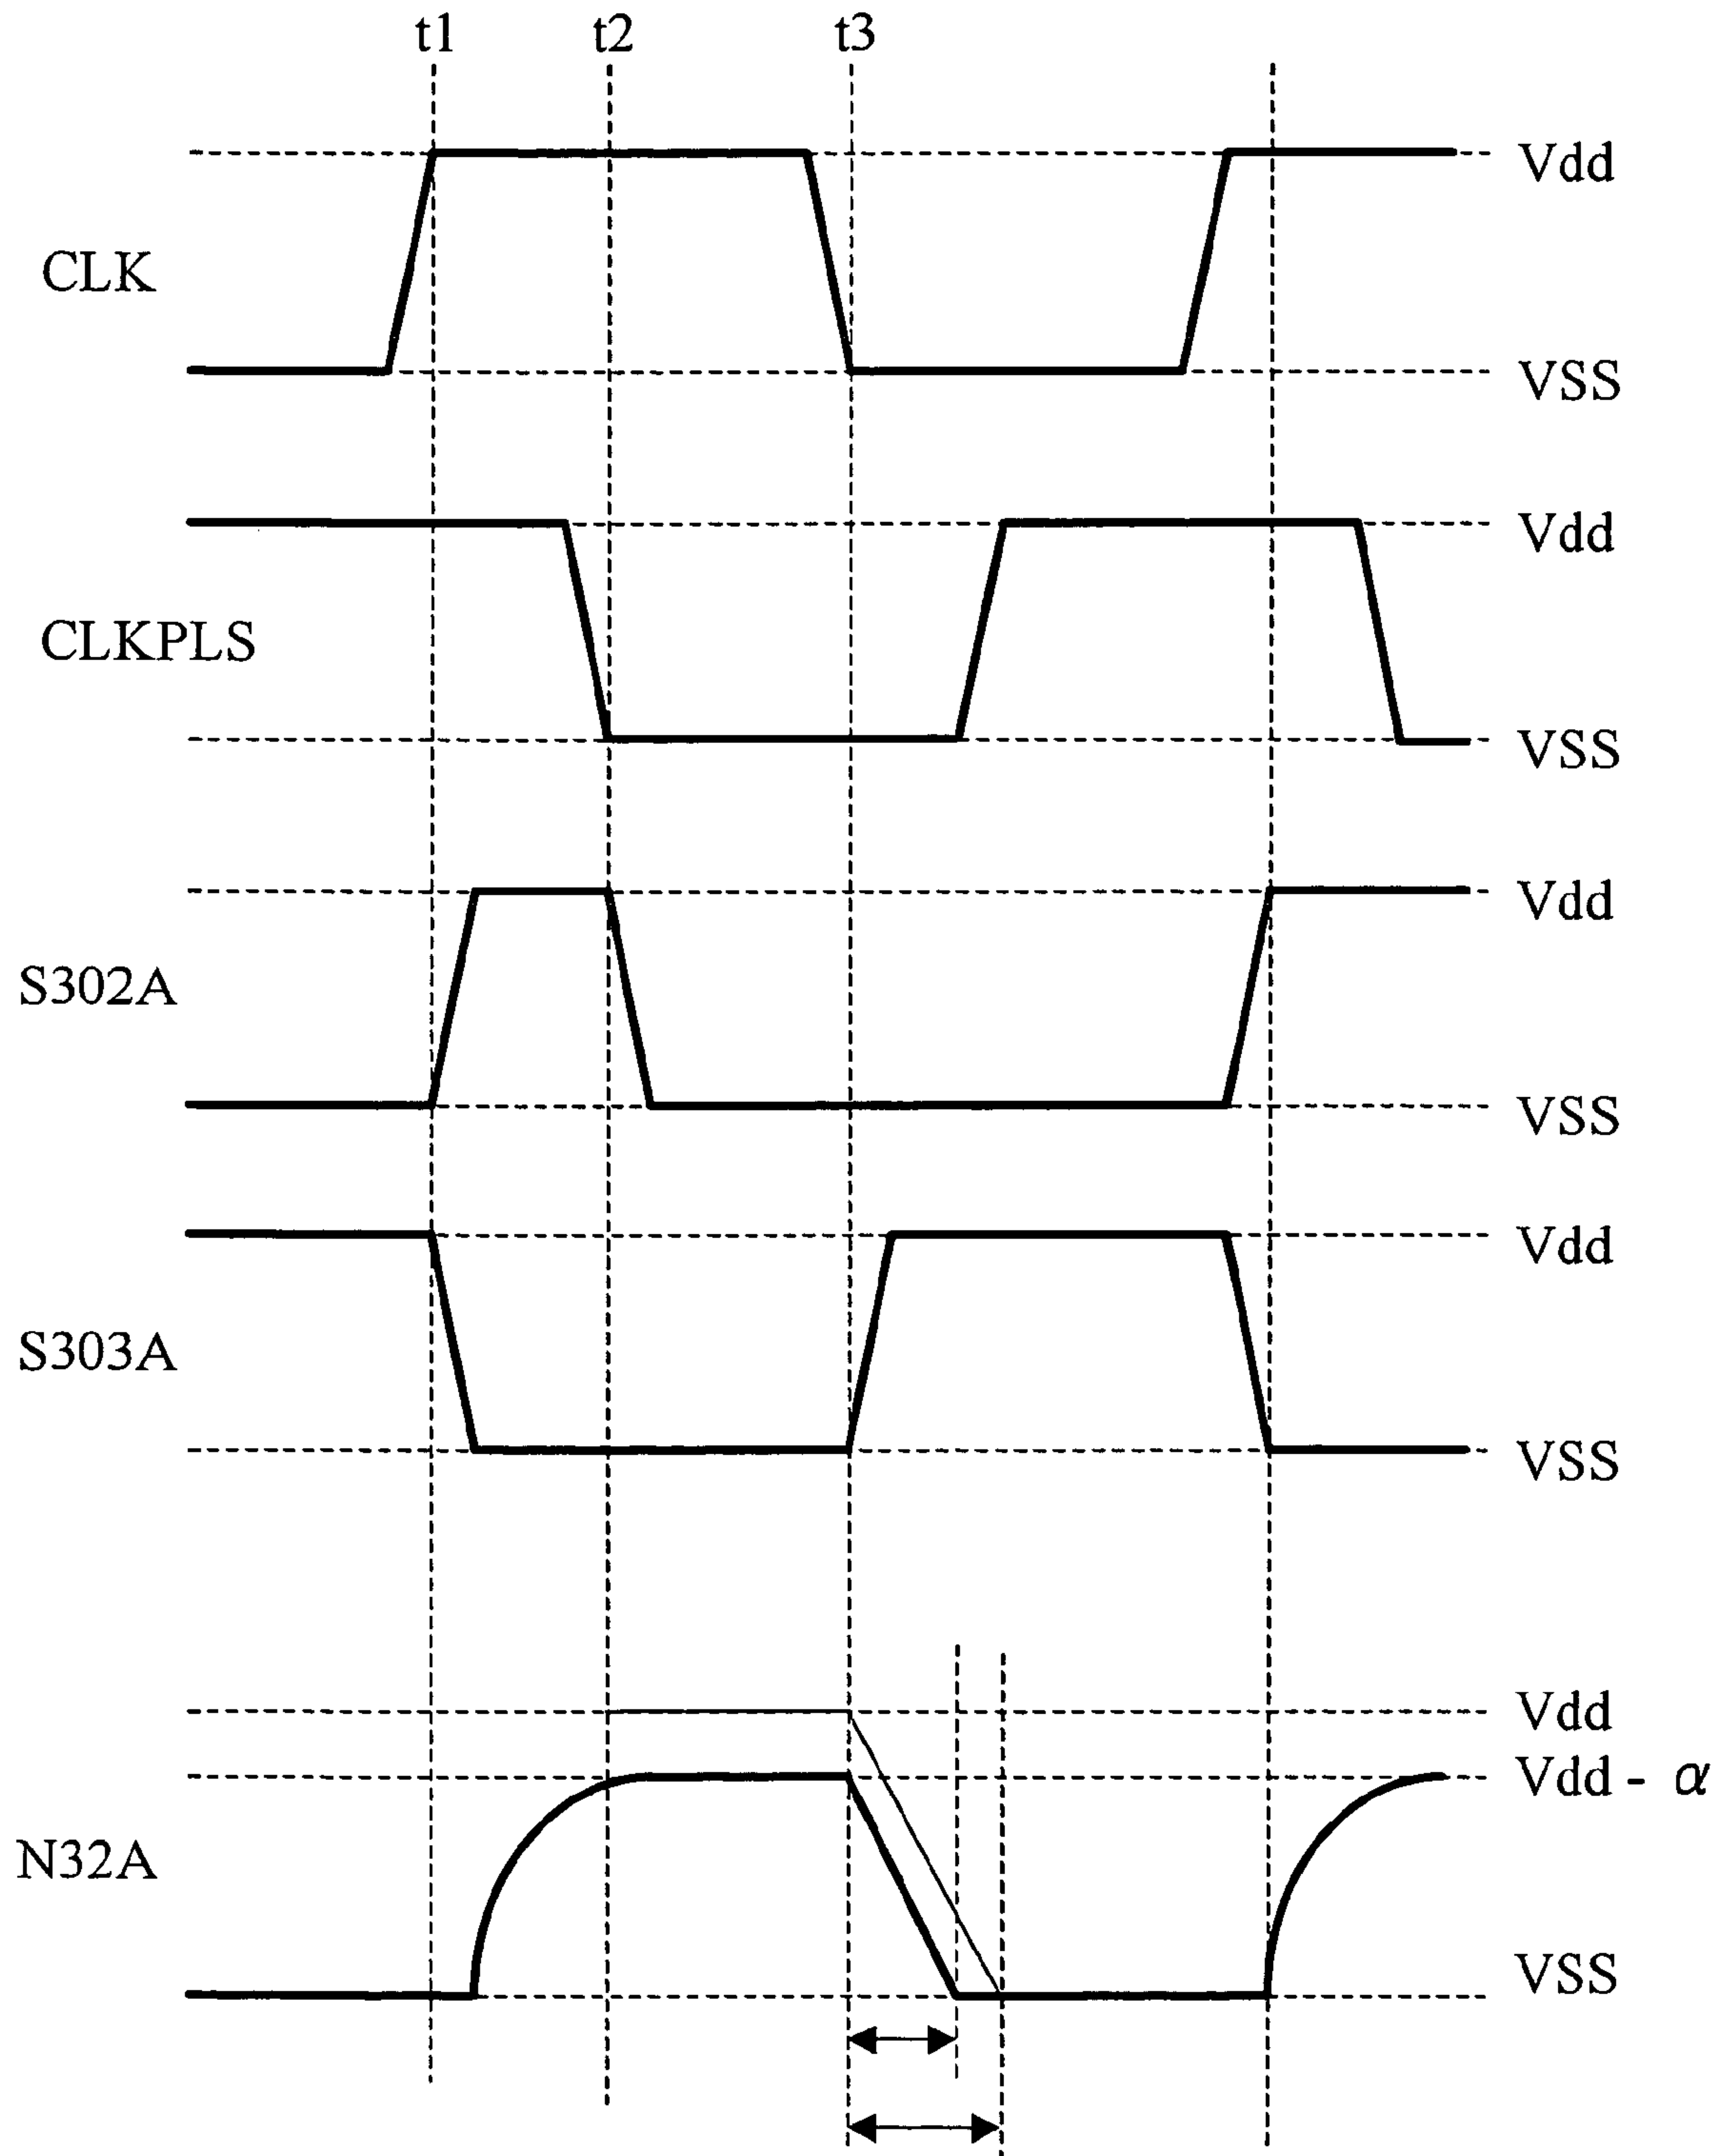 t1 t2 t3
Vdd
CLK
VSS
Vdd
CLKPLS
VSS
Vdd
S302A
VSS
Vdd
S303A
VSS
Vdd
Vdd - α
N32A
VSS